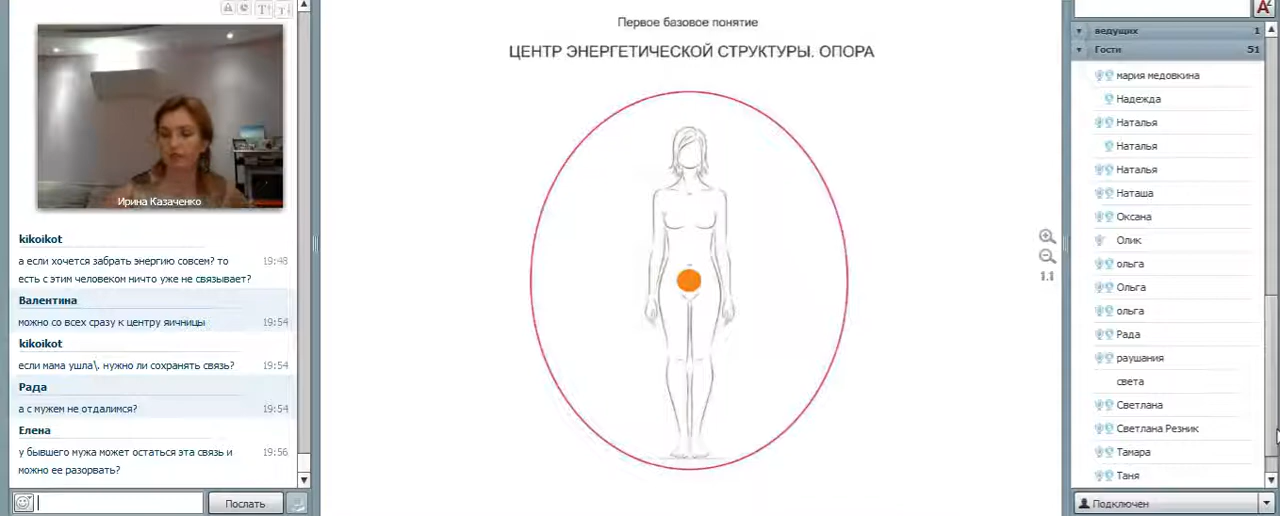 Первое базовое понятие
ЦЕНТР ЭНЕРГЕТИЧЕСКОЙ СТРУКТУРЫ. ОПОРА
Ирина Казаченко
kikoikot
а если хочется забрать энергию совсем? то
есть с этим человеком ничто уже не связывает?
19:48
Валентина
можно со всех сразу к центру яичницы
19:54
kikoikot
если мама ушла\, нужно ли сохранять связь?
19:54
Рада
а с мужем не отдалимся?
19:54
Елена
у бывшего мужа может остаться эта связь и
можно ее разорвать?
19:56
Послать
1.1
ведущих 1
Гости 51
мария медовкина
Надежда
Наталья
Наталья
Наталья
Наташа
Оксана
Олик
ольга
Ольга
ольга
Рада
раушания
света
Светлана
Светлана Резник
Тамара
Таня
Подключен